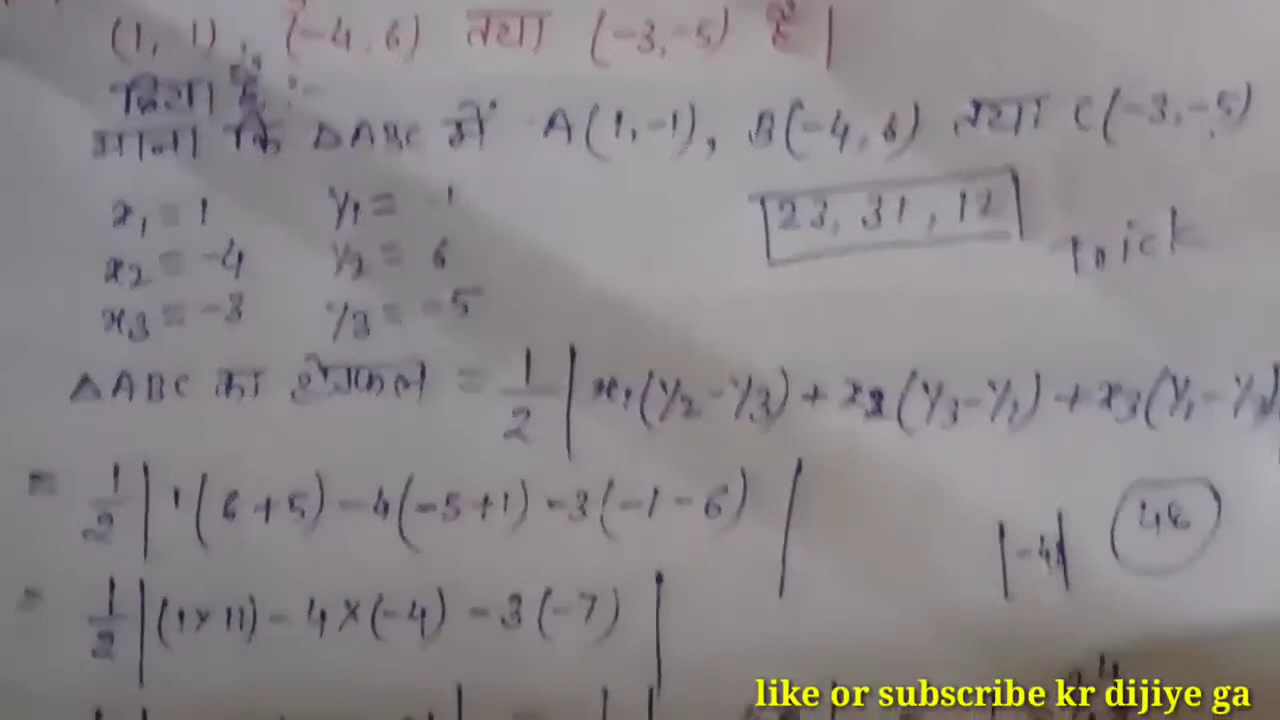 (1, 1), (-4, 6) तथा (-3,-5) है|
दिया है :-
माना कि ΔABC में A(1,-1), B(-4, 6) तथा C(-3,-5)
x₁ = 1 y₁ = -1
x₂ = -4 y₂ = 6
x₃ = -3 y₃ = -5
23, 31, 12 Trick
ΔABC का क्षेत्रफल = 1/2 | x₁(y₂-y₃) + x₂(y₃-y₁) + x₃(y₁-y₂)
= 1/2 | 1(6+5) -4(-5+1) -3(-1-6) |
|-4| 48
= 1/2 | (1×11) - 4×(-4) - 3(-7) |
like or subscribe kr dijiye ga